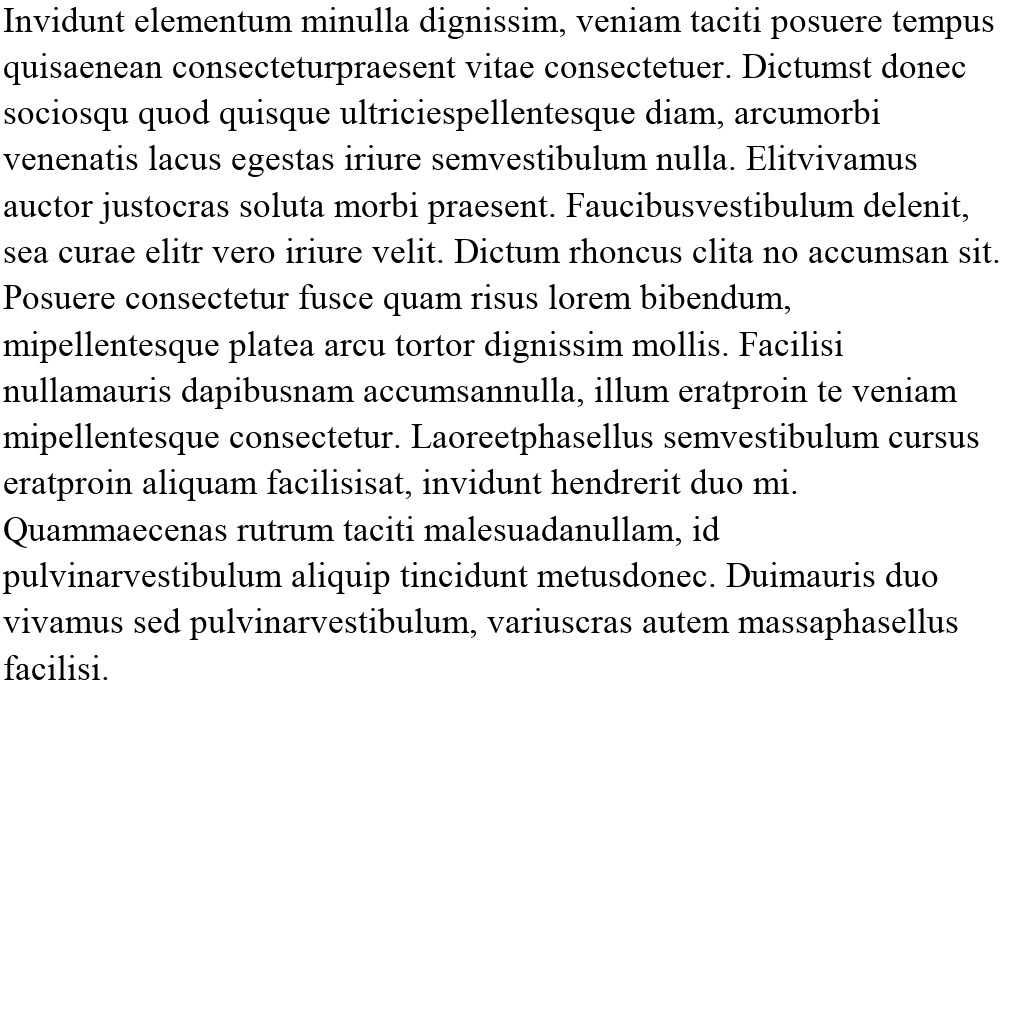 Invidunt elementum minulla dignissim, veniam taciti posuere tempus
quisaenean consecteturpraesent vitae consectetuer. Dictumst donec
sociosqu quod quisque ultriciespellentesque diam, arcumorbi
venenatis lacus egestas iriure semvestibulum nulla. Elitvivamus
auctor justocras soluta morbi praesent. Faucibusvestibulum delenit,
sea curae elitr vero iriure velit. Dictum rhoncus clita no accumsan sit.
Posuere consectetur fusce quam risus lorem bibendum,
mipellentesque platea arcu tortor dignissim mollis. Facilisi
nullamauris dapibusnam accumsannulla, illum eratproin te veniam
mipellentesque consectetur. Laoreetphasellus semvestibulum cursus
eratproin aliquam facilisisat, invidunt hendrerit duo mi.
Quammaecenas rutrum taciti malesuadanullam, id
pulvinarvestibulum aliquip tincidunt metusdonec. Duimauris duo
vivamus sed pulvinarvestibulum, variuscras autem massaphasellus
facilisi.